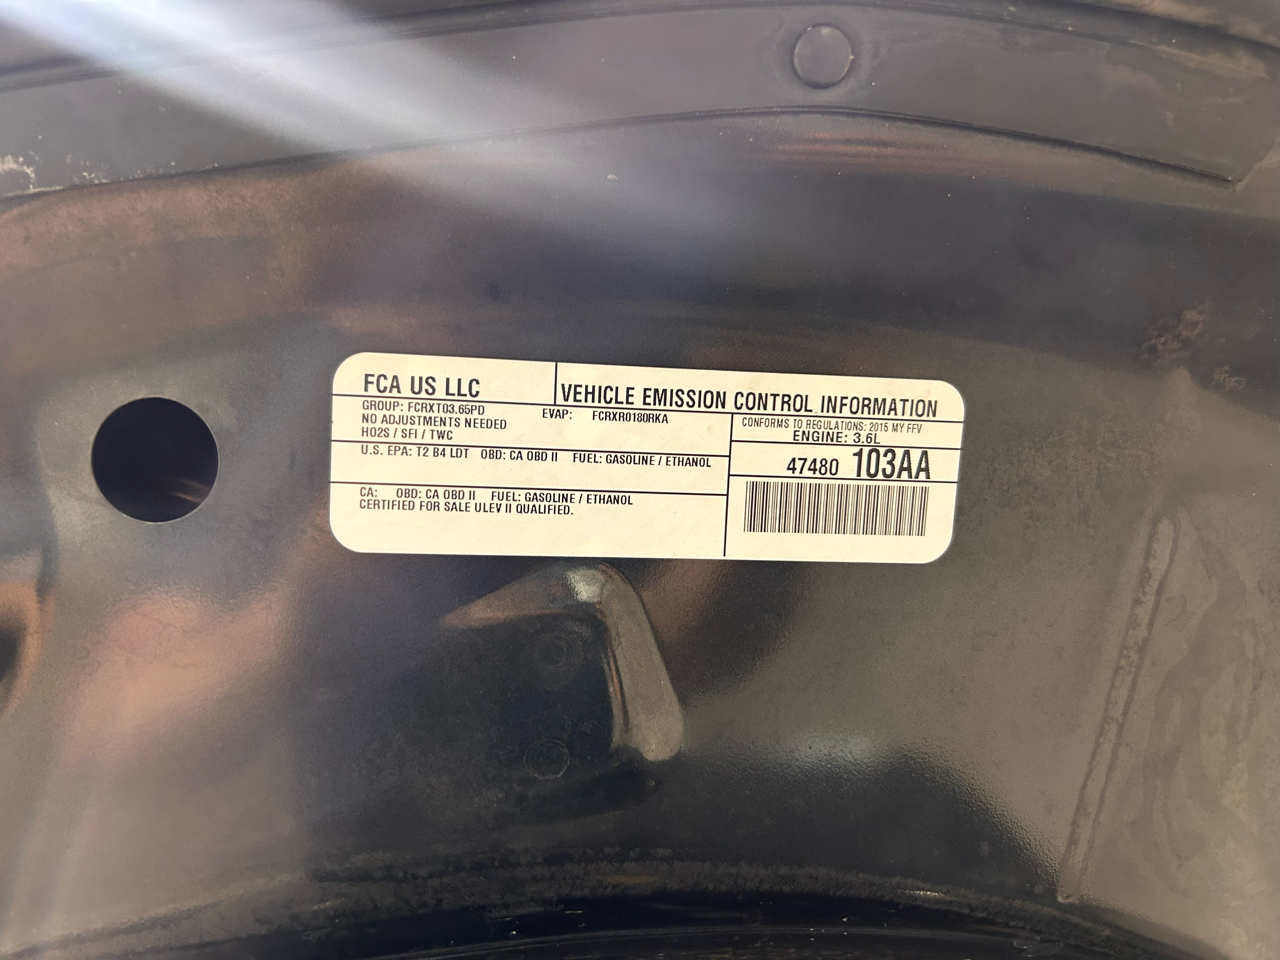 FCA US LLC
VEHICLE EMISSION CONTROL INFORMATION
GROUP: FCRXT03.65PD EVAP: FCRXR0180RKA
NO ADJUSTMENTS NEEDED
HO2S / SFI / TWC
CONFORMS TO REGULATIONS: 2015 MY FFV
ENGINE: 3.6L
U.S. EPA: T2 B4 LDT OBD: CA OBD II FUEL: GASOLINE / ETHANOL
47480 103AA
CA: OBD: CA OBD II FUEL: GASOLINE / ETHANOL
CERTIFIED FOR SALE ULEV II QUALIFIED.